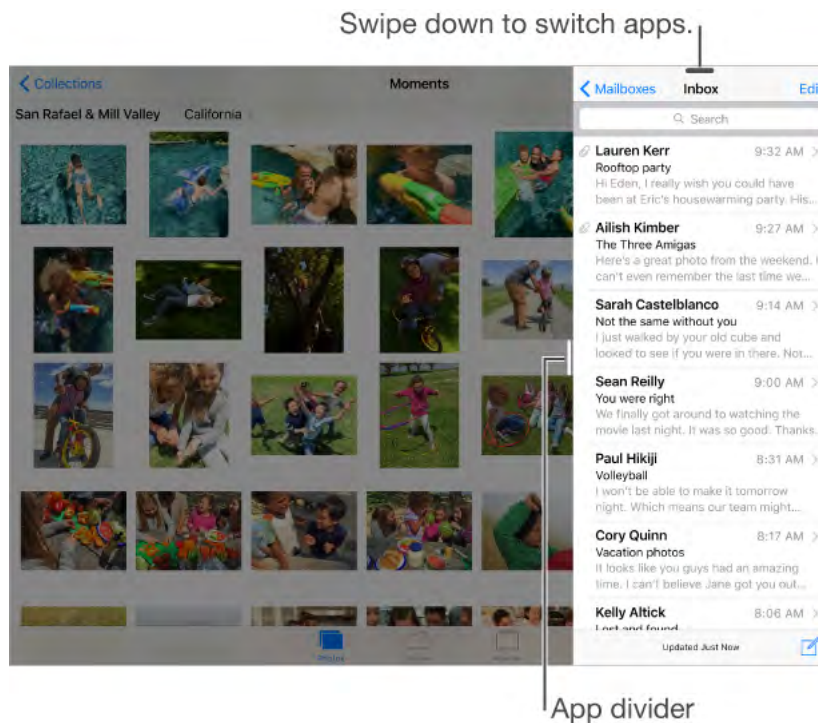 Swipe down to switch apps.
Collections
Moments
San Rafael & Mill Valley California
Mailboxes Inbox Edi
Search
Lauren Kerr 9:32 AM
Rooftop party
Hi Eden, I really wish you could have
been at Eric's housewarming party. His...
Ailish Kimber 9:27 AM
The Three Amigas
Here's a great photo from the weekend. I
can't even remember the last time we...
Sarah Castelblanco 9:14 AM
Not the same without you
I just walked by your old cube and
looked to see if you were in there. Not...
Sean Reilly 9:00 AM
You were right
We finally got around to watching the
movie last night. It was so good. Thanks.
Paul Hikiji 8:31 AM
Volleyball
I won't be able to make it tomorrow
night. Which means our team might...
Cory Quinn 8:17 AM
Vacation photos
It looks like you guys had an amazing
time. I can't believe Jane got you out...
Kelly Altick 8:06 AM
Lost and found
Photos
Updated Just Now
App divider